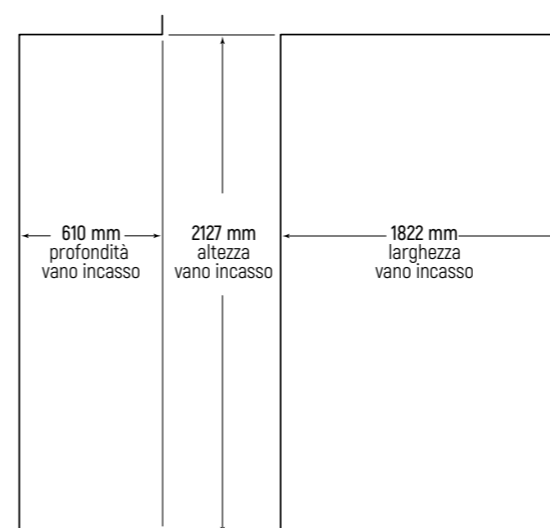 610 mm
profondità
vano incasso
2127 mm
altezza
vano incasso
1822 mm
larghezza
vano incasso